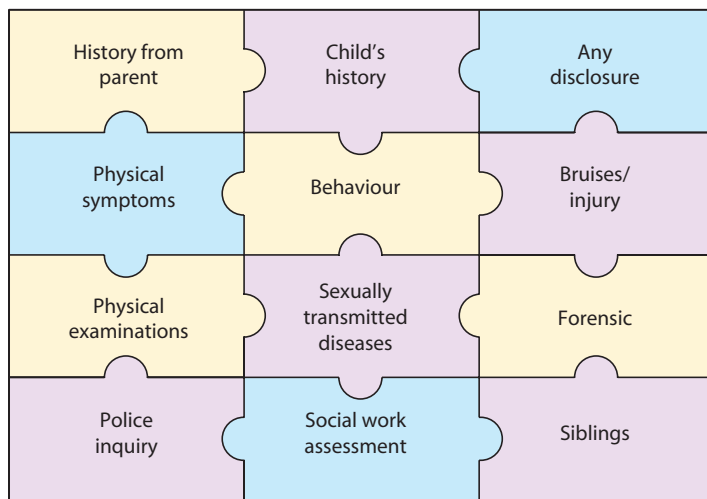 History from
parent
Child's
history
Any
disclosure
Physical
symptoms
Behaviour
Bruises/
injury
Physical
examinations
Sexually
transmitted
diseases
Forensic
Police
inquiry
Social work
assessment
Siblings